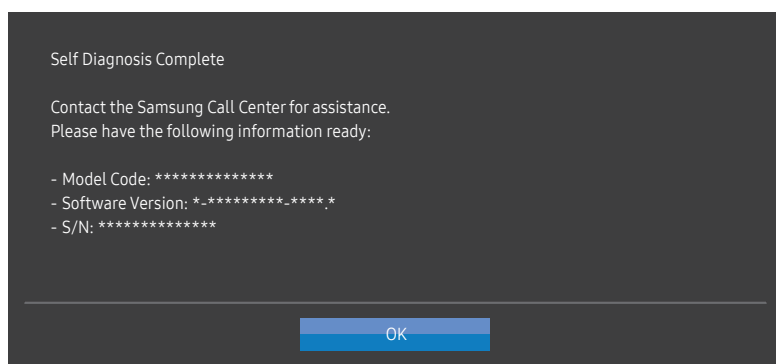 Self Diagnosis Complete
Contact the Samsung Call Center for assistance.
Please have the following information ready:
- Model Code: **************
- Software Version: *-*********-****.*
- S/N: **************
OK